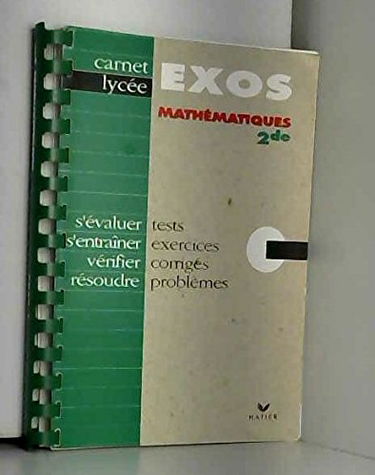 carnet EXOS
lycée
MATHÉMATIQUES
2de
s'évaluer tests
s'entraîner exercices
vérifier corrigés
résoudre problèmes
HATIER